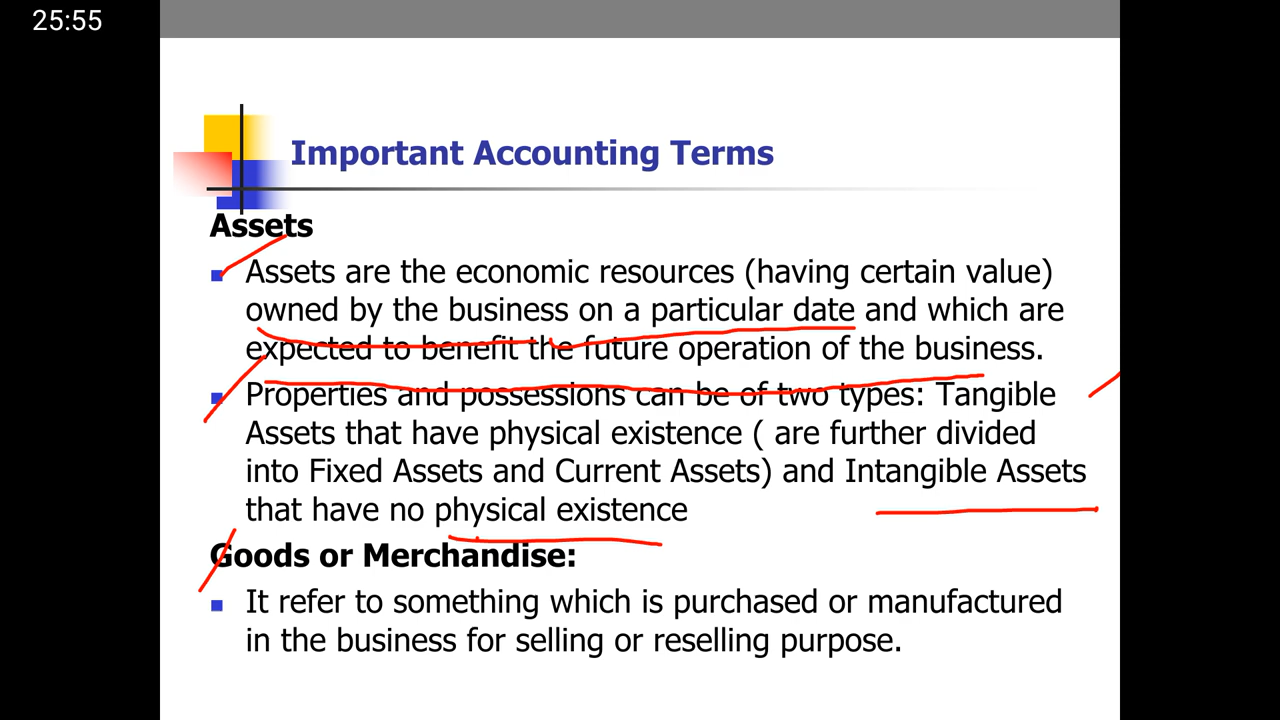 25:55
Important Accounting Terms
Assets
Assets are the economic resources (having certain value)
owned by the business on a particular date and which are
expected to benefit the future operation of the business.
Properties and possessions can be of two types: Tangible
Assets that have physical existence ( are further divided
into Fixed Assets and Current Assets) and Intangible Assets
that have no physical existence
Goods or Merchandise:
It refer to something which is purchased or manufactured
in the business for selling or reselling purpose.